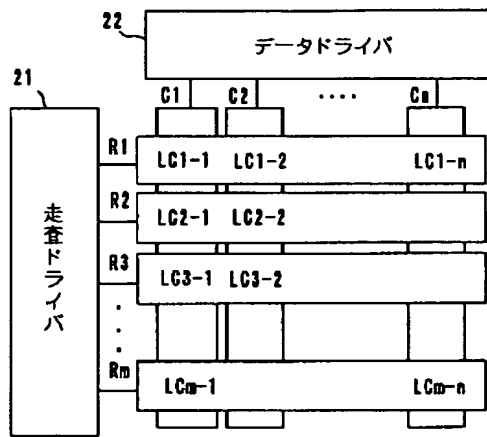 22
データドライバ
21
C1 C2 ···· Cn
R1 LC1-1 LC1-2 LC1-n
R2 LC2-1 LC2-2
R3 LC3-1 LC3-2
走査ドライバ
Rm LCm-1 LCm-n